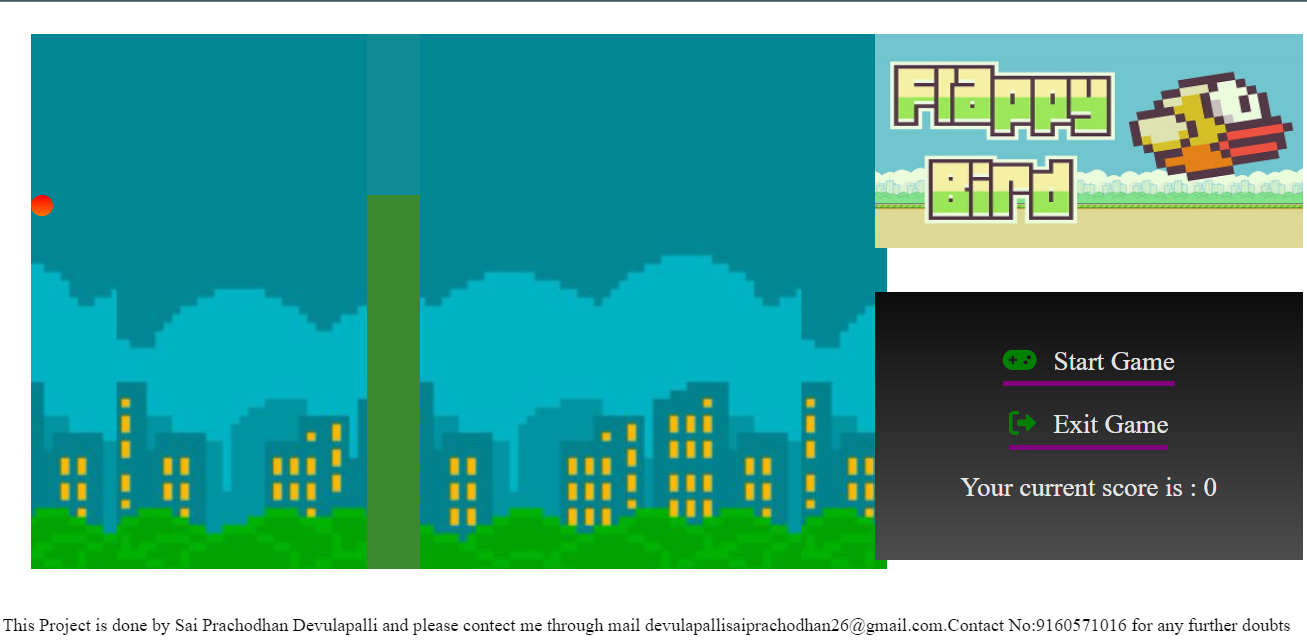 Flappy
Bird
Start Game
Exit Game
Your current score is : 0
This Project is done by Sai Prachodhan Devulapalli and please contect me through mail devulapallisaiprachodhan26@gmail.com.Contact No:9160571016 for any further doubts